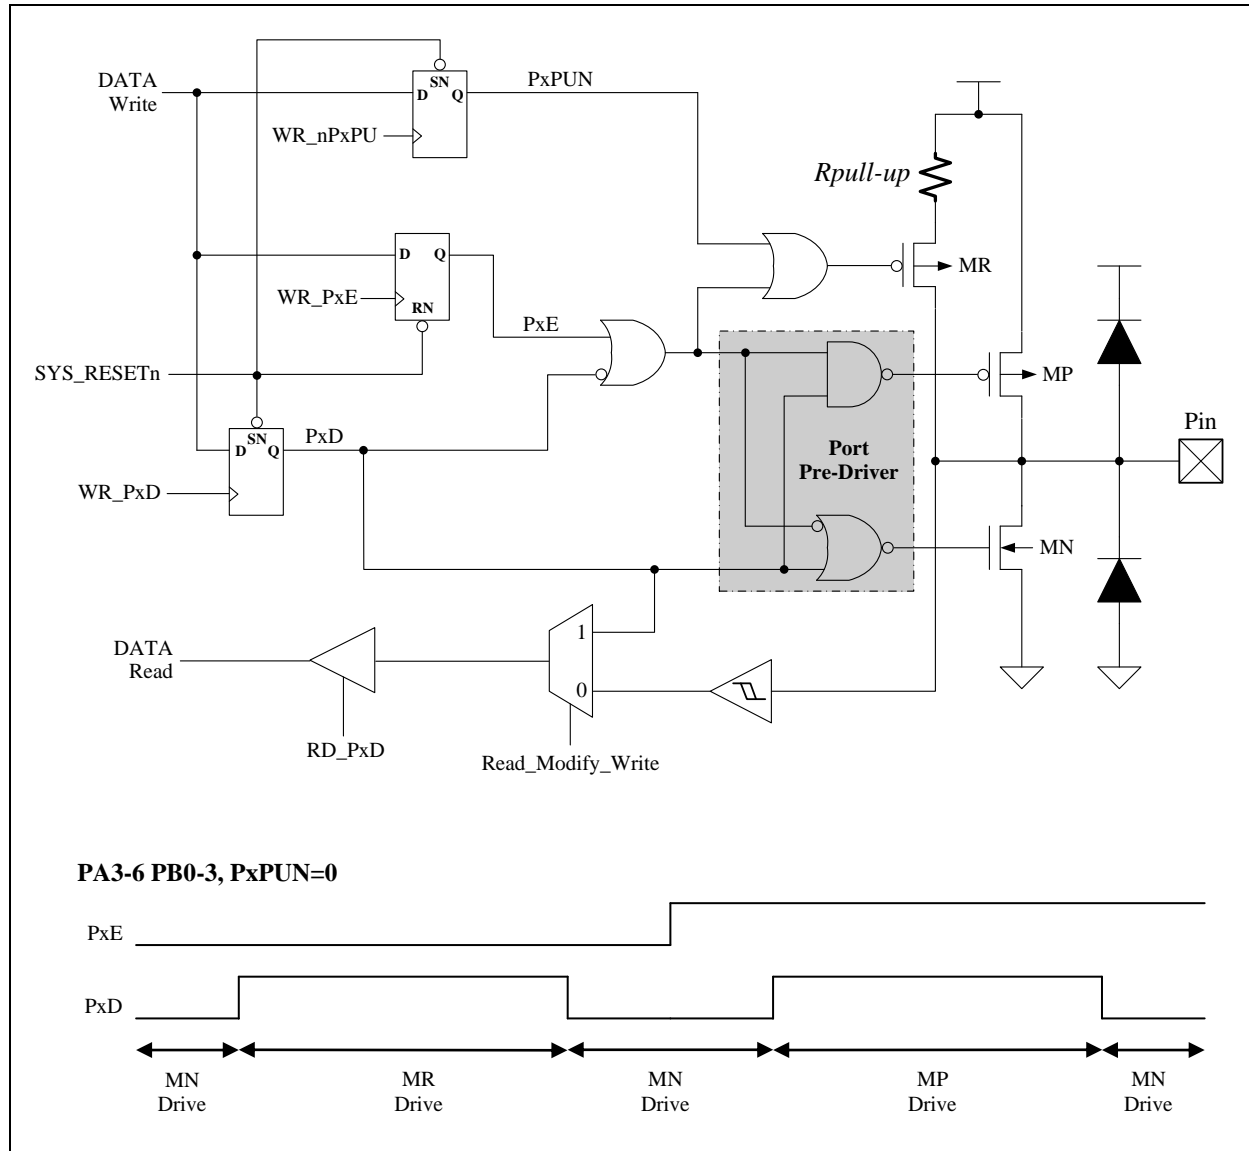 DATA
Write
D
SN
Q
PxPUN
WR_nPxPU
Rpull-up
D
Q
MR
WR_PxE
RN
PxE
SYS_RESETn
MP
Pin
D
SN
Q
PxD
Port
Pre-Driver
WR_PxD
MN
DATA
Read
1
0
RD_PxD
Read_Modify_Write
PA3-6 PB0-3, PxPUN=0
PxE
PxD
MN
Drive
MR
Drive
MN
Drive
MP
Drive
MN
Drive